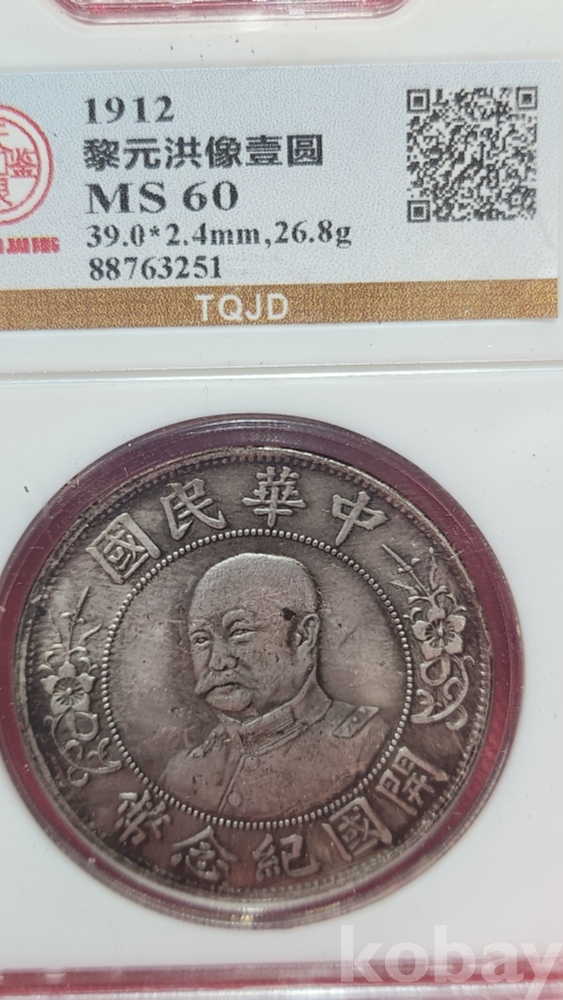 1912
黎元洪像壹圆
MS 60
39.0*2.4mm,26.8g
88763251
TQJD
中華民國
開國紀念幣
kobay